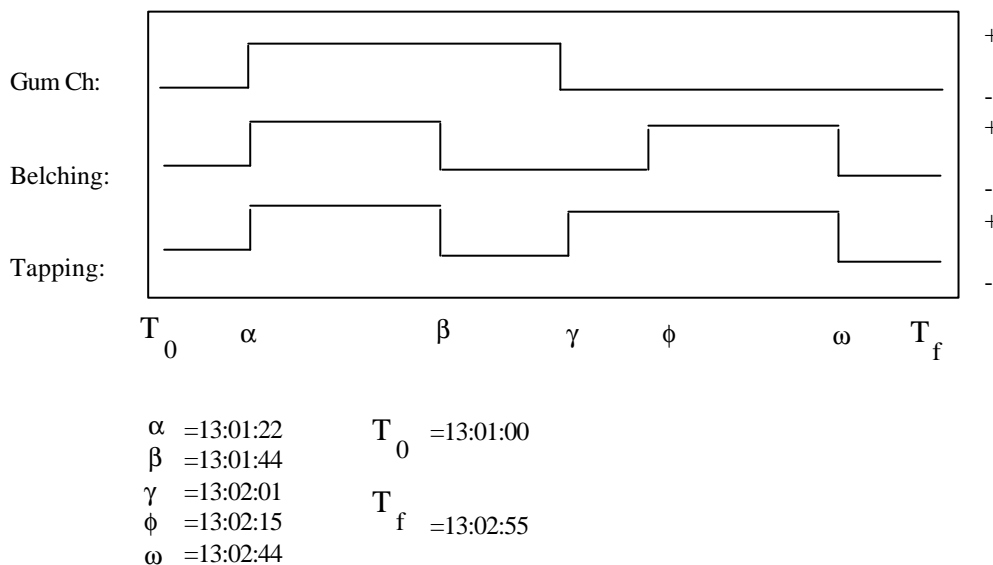 +
Gum Ch:
-
+
Belching:
-
+
Tapping:
-
T0 α β γ ϕ ω Tf
α =13:01:22 T0 =13:01:00
β =13:01:44
γ =13:02:01
ϕ =13:02:15 Tf =13:02:55
ω =13:02:44